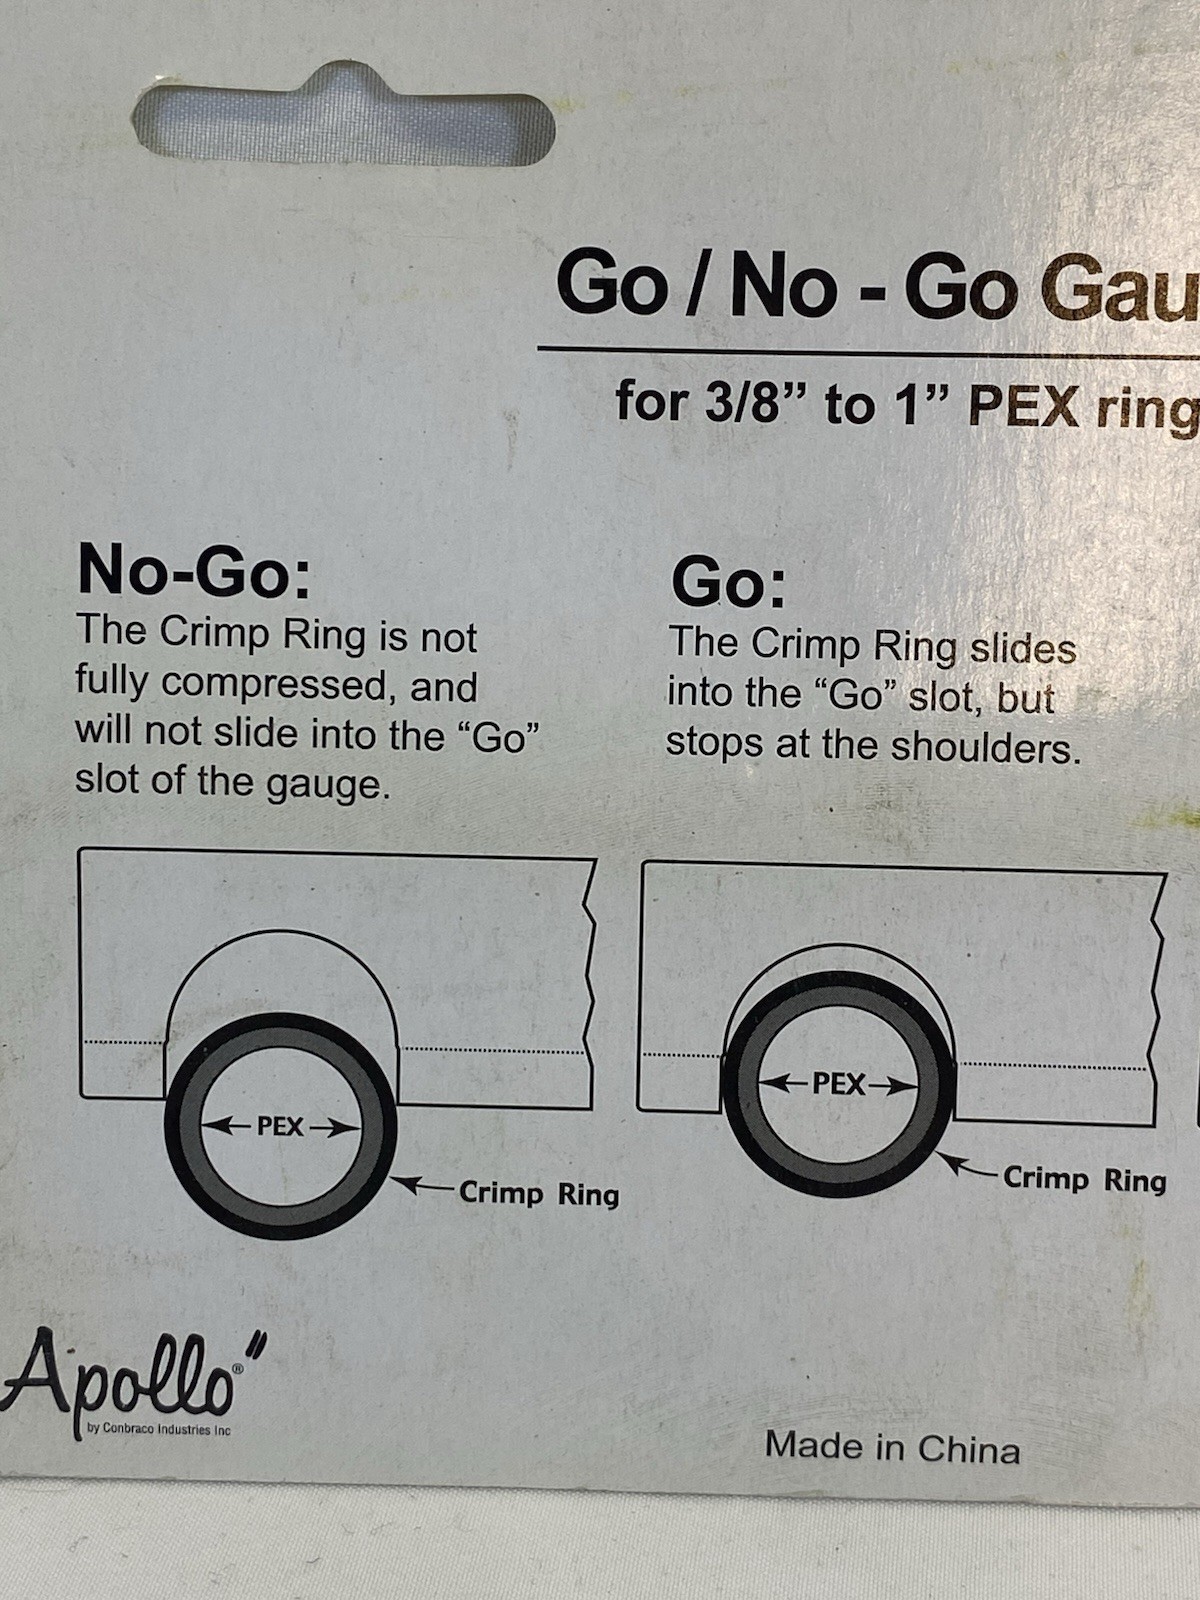 Go / No - Go Gau
for 3/8” to 1” PEX ring
No-Go:
The Crimp Ring is not
fully compressed, and
will not slide into the “Go”
slot of the gauge.
Go:
The Crimp Ring slides
into the “Go” slot, but
stops at the shoulders.
PEX
Crimp Ring
PEX
Crimp Ring
Apollo®
by Conbraco Industries Inc
Made in China